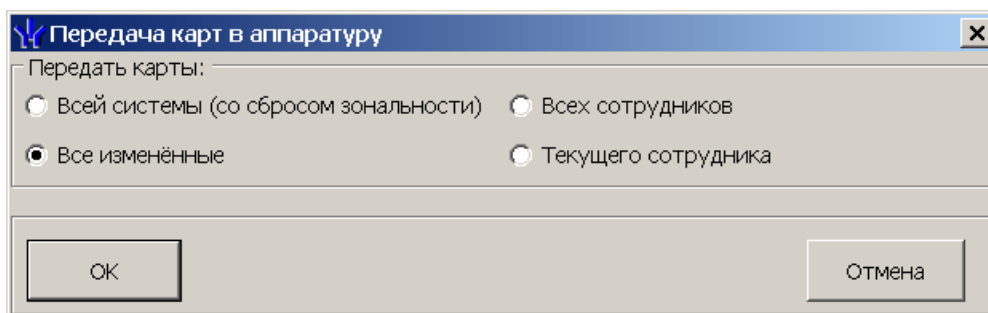 Передача карт в аппаратуру
Передать карты:
Всей системы (со сбросом зональности) Всех сотрудников
Все изменённые Текущего сотрудника
OK Отмена